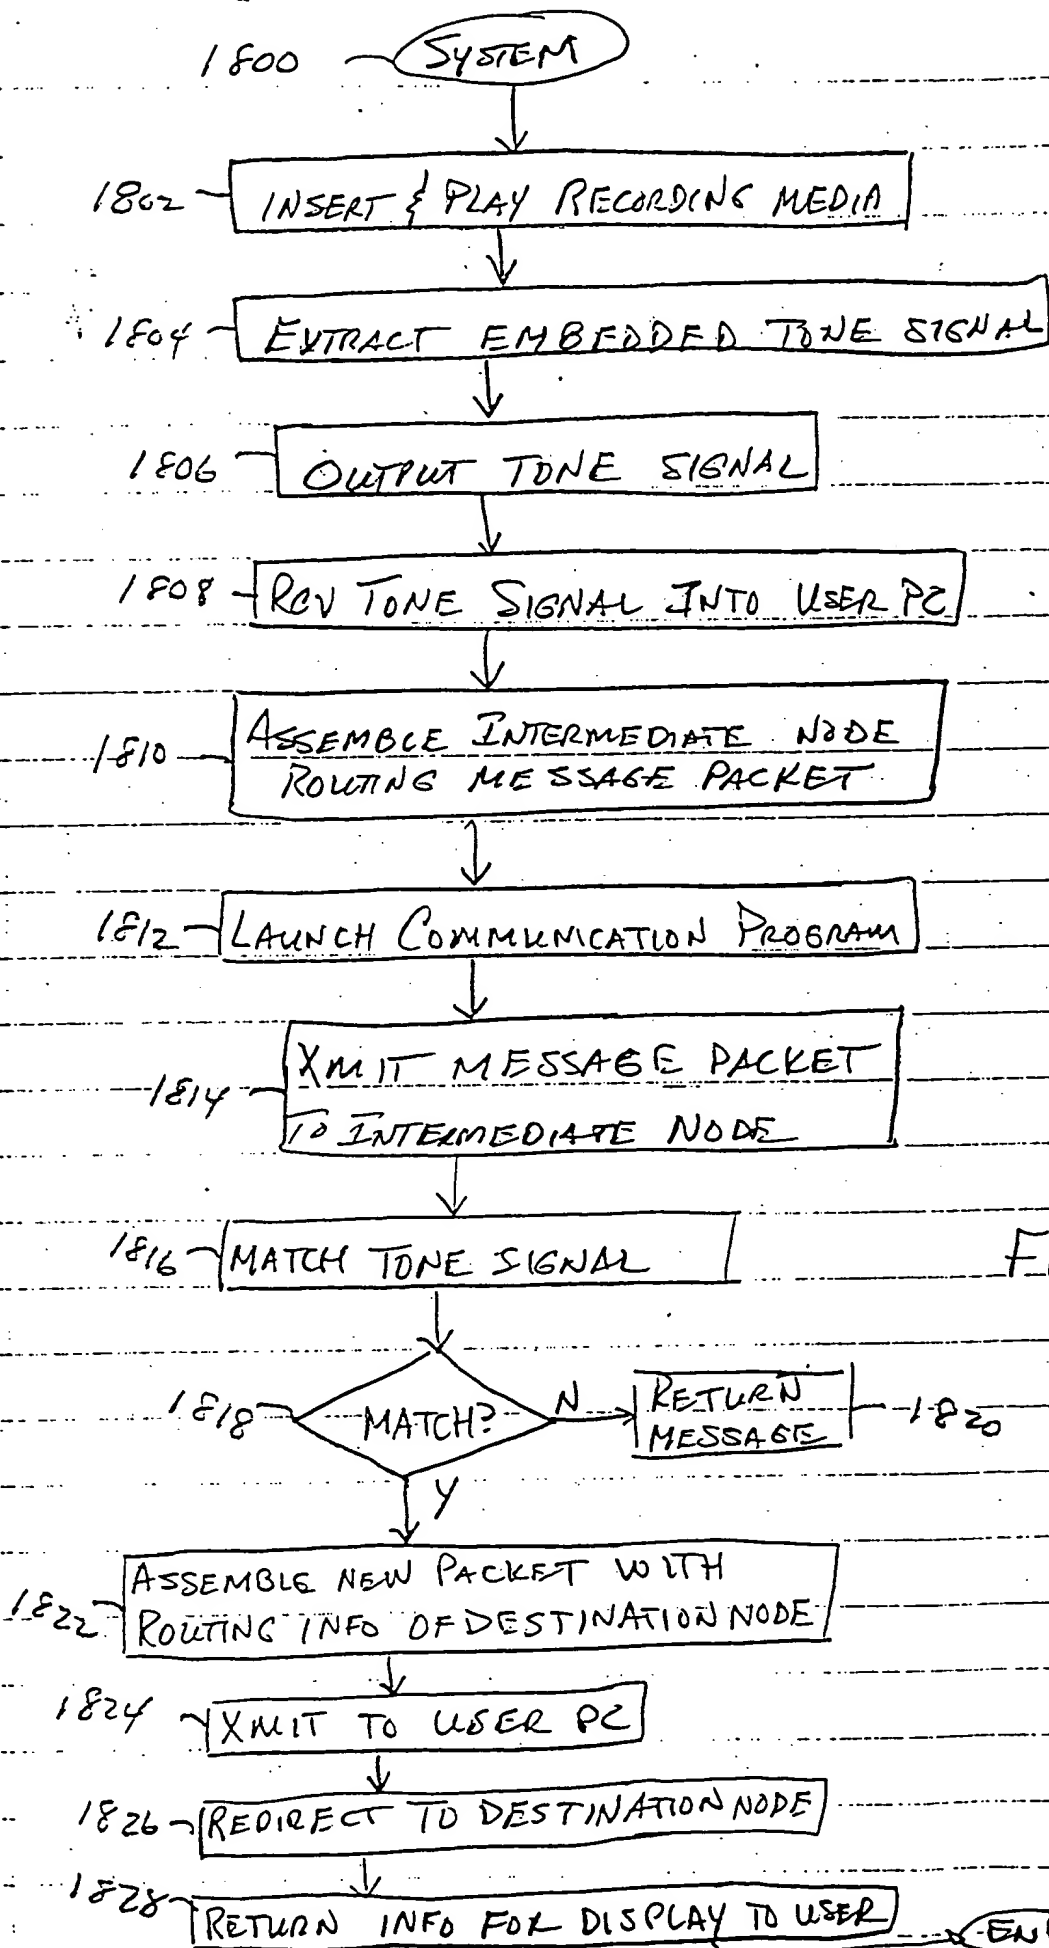 1800 SYSTEM
1802 INSERT & PLAY RECORDING MEDIA
1804 EXTRACT EMBEDDED TONE SIGNAL
1806 OUTPUT TONE SIGNAL
1808 RCV TONE SIGNAL INTO USER PC
1810 ASSEMBLE INTERMEDIATE NODE
ROUTING MESSAGE PACKET
1812 LAUNCH COMMUNICATION PROGRAM
1814 XMIT MESSAGE PACKET
TO INTERMEDIATE NODE
1816 MATCH TONE SIGNAL
1818 MATCH? N RETURN
MESSAGE 1820
Y
1822 ASSEMBLE NEW PACKET WITH
ROUTING INFO OF DESTINATION NODE
1824 XMIT TO USER PC
1826 REDIRECT TO DESTINATION NODE
1828 RETURN INFO FOR DISPLAY TO USER